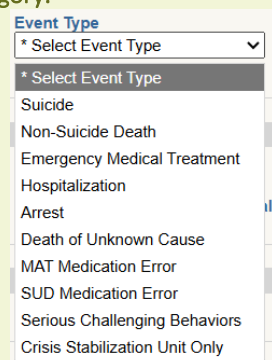 Event Type
* Select Event Type
* Select Event Type
Suicide
Non-Suicide Death
Emergency Medical Treatment
Hospitalization
Arrest
Death of Unknown Cause
MAT Medication Error
SUD Medication Error
Serious Challenging Behaviors
Crisis Stabilization Unit Only